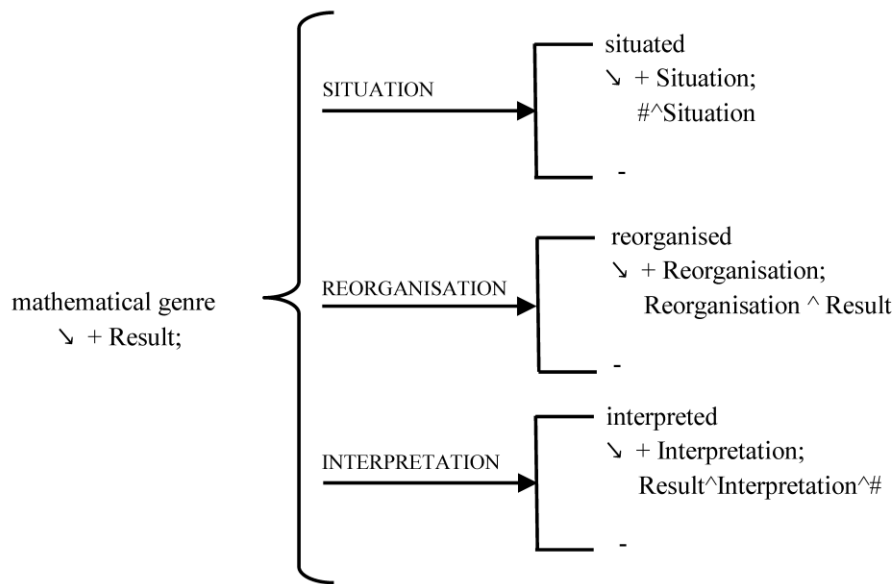 situated
↘ + Situation;
SITUATION
#^Situation
-
reorganised
↘ + Reorganisation;
REORGANISATION
Reorganisation ^ Result
mathematical genre
↘ + Result;
-
interpreted
↘ + Interpretation;
INTERPRETATION
Result^Interpretation^#
-